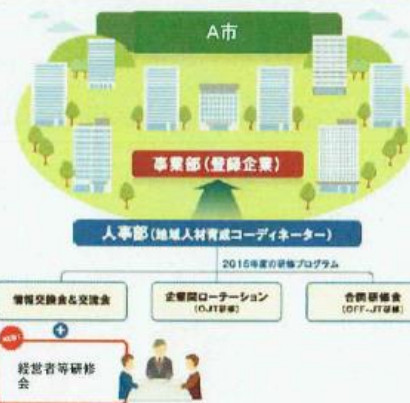 A市
事業部(登録企業)
人事部(地域人材育成コーディネーター)
2016年度の研修プログラム
情報交換会&交流会
企業間ローテーション
(OJT研修)
合同研修会
(OFF-JT研修)
+
NEW!
経営者等研修
会